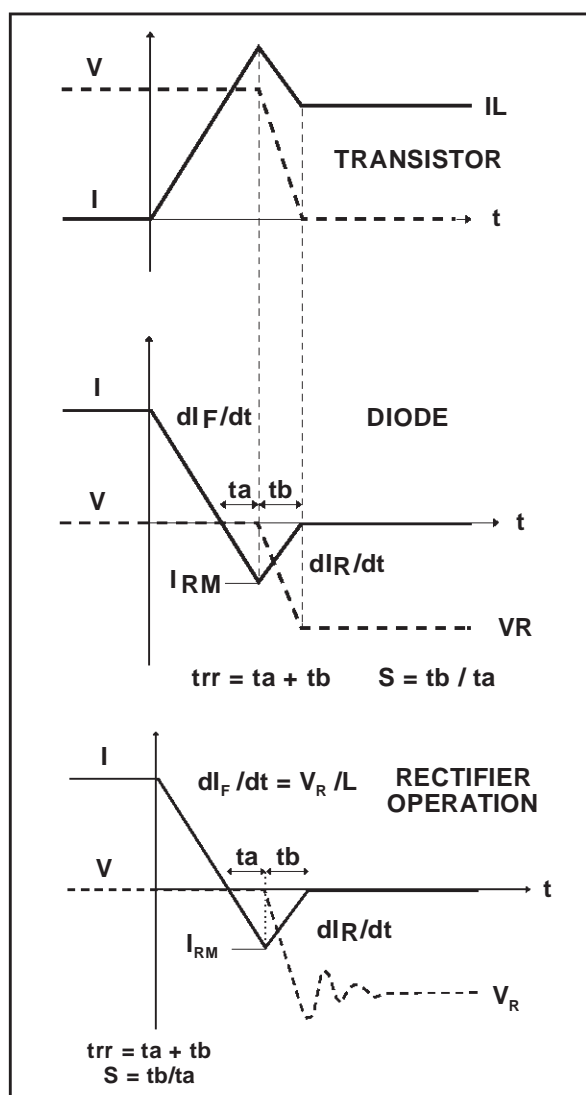 V
IL
TRANSISTOR
I
t
I
dIF/dt
DIODE
ta tb
V
t
IRM
dIR/dt
VR
trr = ta + tb S = tb / ta
I
dIF/dt = VR/L
RECTIFIER
OPERATION
ta tb
V
t
IRM
dIR/dt
VR
trr = ta + tb
S = tb/ta